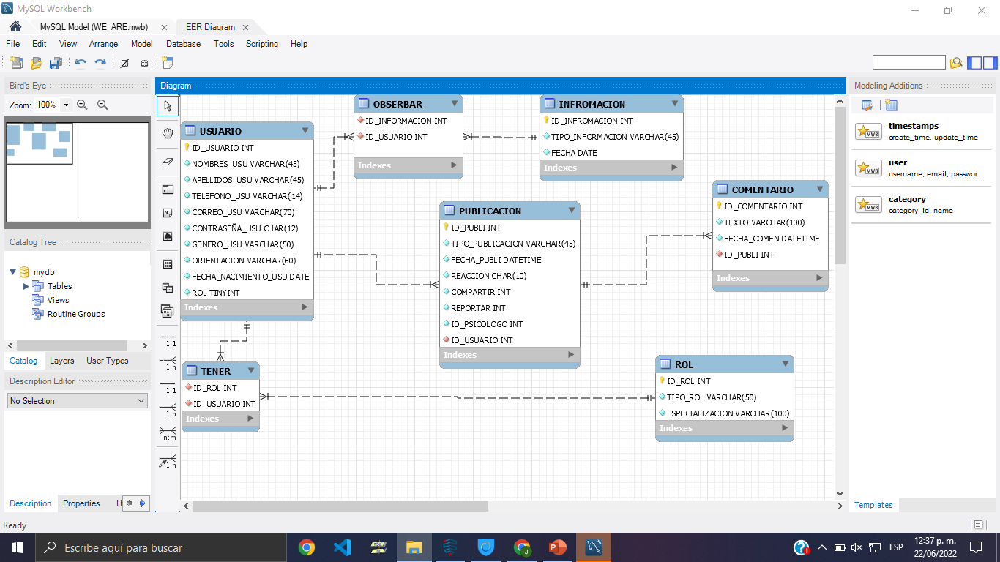 MySQL Workbench
MySQL Model (WE_ARE.mwb)
EER Diagram
File Edit View Arrange Model Database Tools Scripting Help
Bird's Eye
Zoom: 100%
Catalog Tree
mydb
Tables
Views
Routine Groups
Catalog Layers User Types
Description Editor
No Selection
Description Properties H
Ready
Diagram
1:1
1:n
1:1
1:n
n:m
1:n
USUARIO
ID_USUARIO INT
NOMBRES_USU VARCHAR(45)
APELLIDOS_USU VARCHAR(45)
TELEFONO_USU VARCHAR(14)
CORREO_USU VARCHAR(70)
CONTRASEÑA_USU CHAR(12)
GENERO_USU VARCHAR(50)
ORIENTACION VARCHAR(60)
FECHA_NACIMIENTO_USU DATE
ROL TINYINT
Indexes
OBSERBAR
ID_INFORMACION INT
ID_USUARIO INT
Indexes
INFROMACION
ID_INFROMACION INT
TIPO_INFORMACION VARCHAR(45)
FECHA DATE
Indexes
PUBLICACION
ID_PUBLI INT
TIPO_PUBLICACION VARCHAR(45)
FECHA_PUBLI DATETIME
REACCION CHAR(10)
COMPARTIR INT
REPORTAR INT
ID_PSICOLOGO INT
ID_USUARIO INT
Indexes
COMENTARIO
ID_COMENTARIO INT
TEXTO VARCHAR(100)
FECHA_COMEN DATETIME
ID_PUBLI INT
Indexes
TENER
ID_ROL INT
ID_USUARIO INT
Indexes
ROL
ID_ROL INT
TIPO_ROL VARCHAR(50)
ESPECIALIZACION VARCHAR(100)
Indexes
Modeling Additions
timestamps
create_time, update_time
user
username, email, passwor...
category
category_id, name
Templates
Escribe aquí para buscar
ESP
12:37 p. m.
22/06/2022